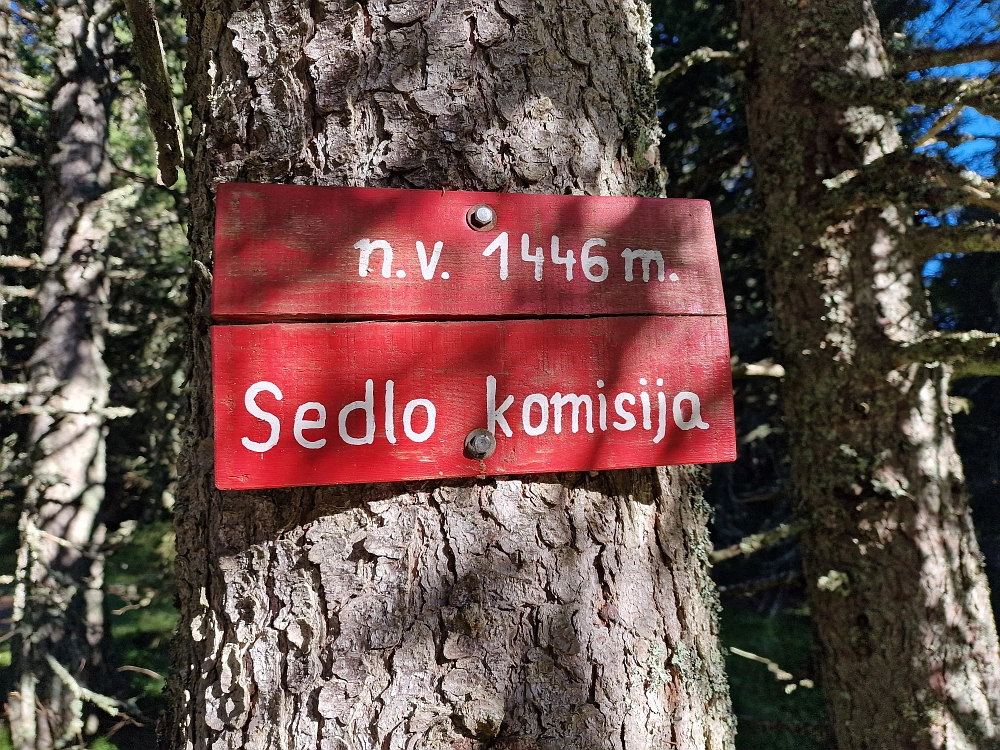 n.v. 1446 m.
Sedlo komisija